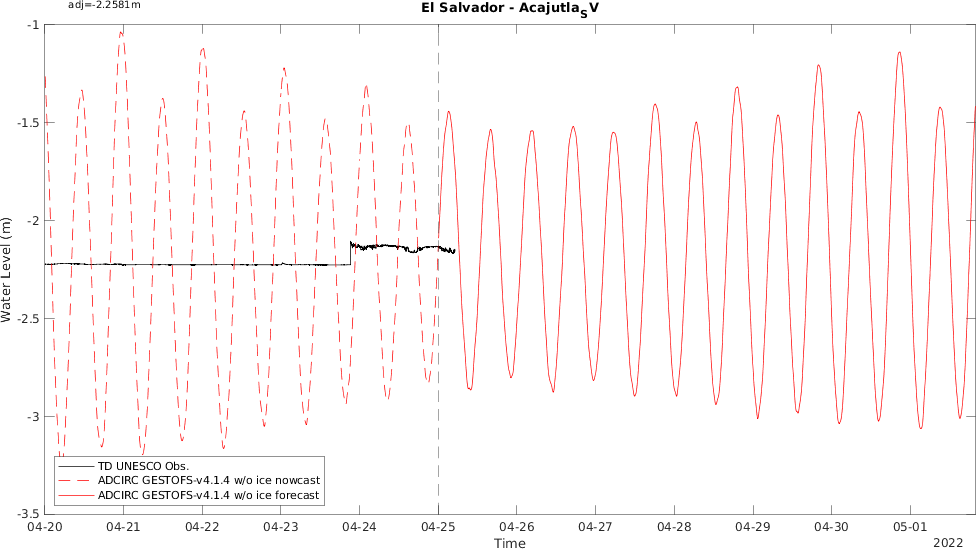 adj=-2.2581m
El Salvador - Acajutla_SV
-1
-1.5
-2
-2.5
-3
-3.5
Water Level (m)
TD UNESCO Obs.
ADCIRC GESTOFS-v4.1.4 w/o ice nowcast
ADCIRC GESTOFS-v4.1.4 w/o ice forecast
04-20 04-21 04-22 04-23 04-24 04-25 04-26 04-27 04-28 04-29 04-30 05-01
Time
2022